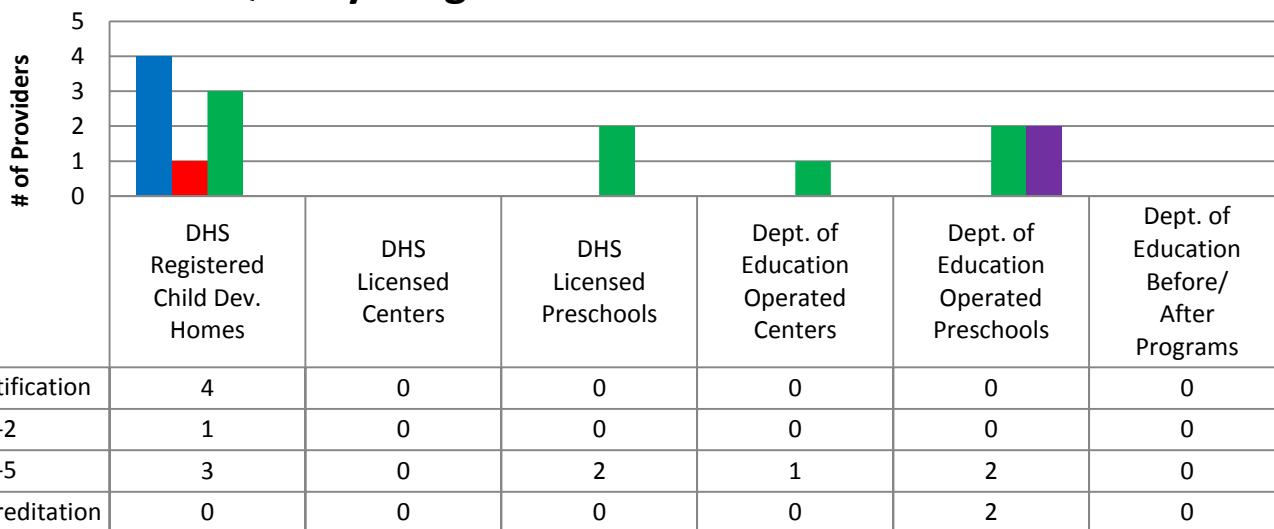 5
4
3
2
1
0
# of Providers
DHS
Registered
Child Dev.
Homes
DHS
Licensed
Centers
DHS
Licensed
Preschools
Dept. of
Education
Operated
Centers
Dept. of
Education
Operated
Preschools
Dept. of
Education
Before/
After
Programs
tification 4 0 0 0 0 0
-2 1 0 0 0 0 0
-5 3 0 2 1 2 0
reditation 0 0 0 0 2 0